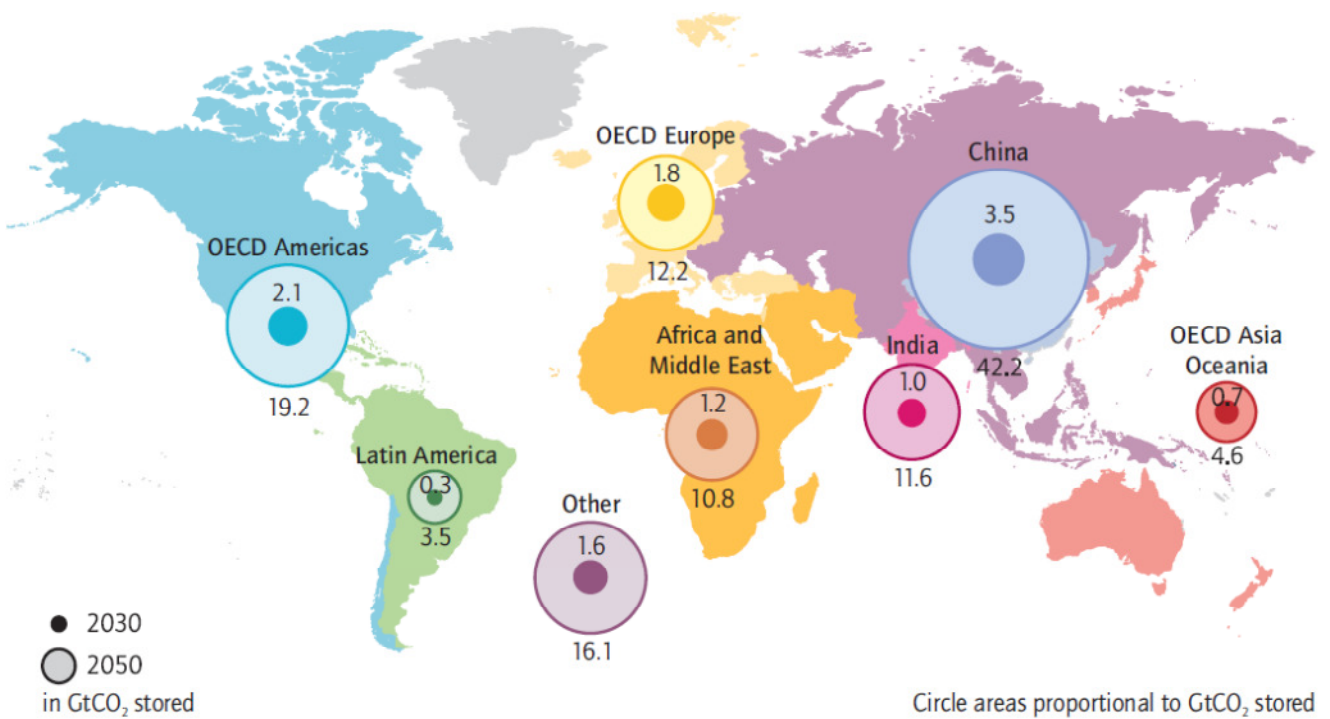 OECD Europe
1.8
12.2
China
3.5
42.2
OECD Americas
2.1
19.2
Africa and
Middle East
1.2
10.8
India
1.0
11.6
OECD Asia
Oceania
0.7
4.6
Latin America
0.3
3.5
Other
1.6
16.1
2030
2050
in GtCO₂ stored
Circle areas proportional to GtCO₂ stored